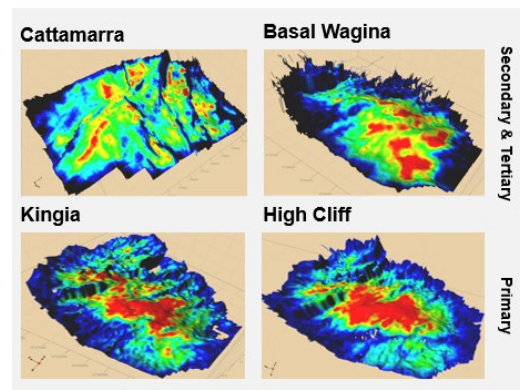 Cattamarra
Basal Wagina
Secondary & Tertiary
Kingia
High Cliff
Primary